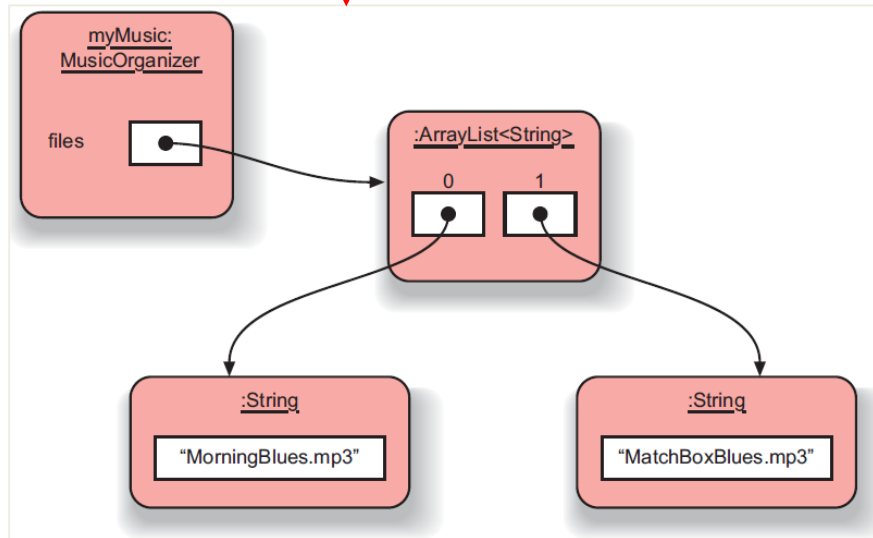 myMusic:
MusicOrganizer
files
:ArrayList<String>
0 1
:String
“MorningBlues.mp3”
:String
“MatchBoxBlues.mp3”